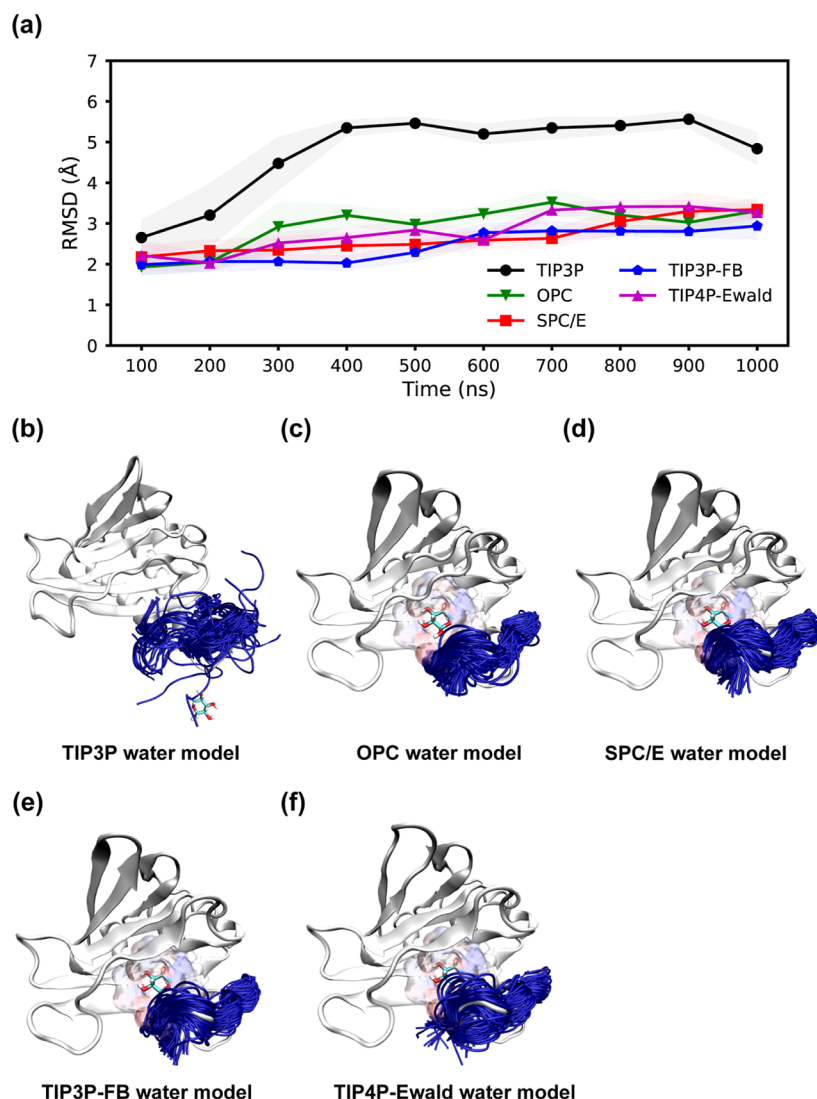 (a)
7
6
5
4
3
2
1
0
RMSD (Å)
TIP3P
OPC
SPC/E
TIP3P-FB
TIP4P-Ewald
100 200 300 400 500 600 700 800 900 1000
Time (ns)
(b) (c) (d)
TIP3P water model OPC water model SPC/E water model
(e) (f)
TIP3P-FB water model TIP4P-Ewald water model